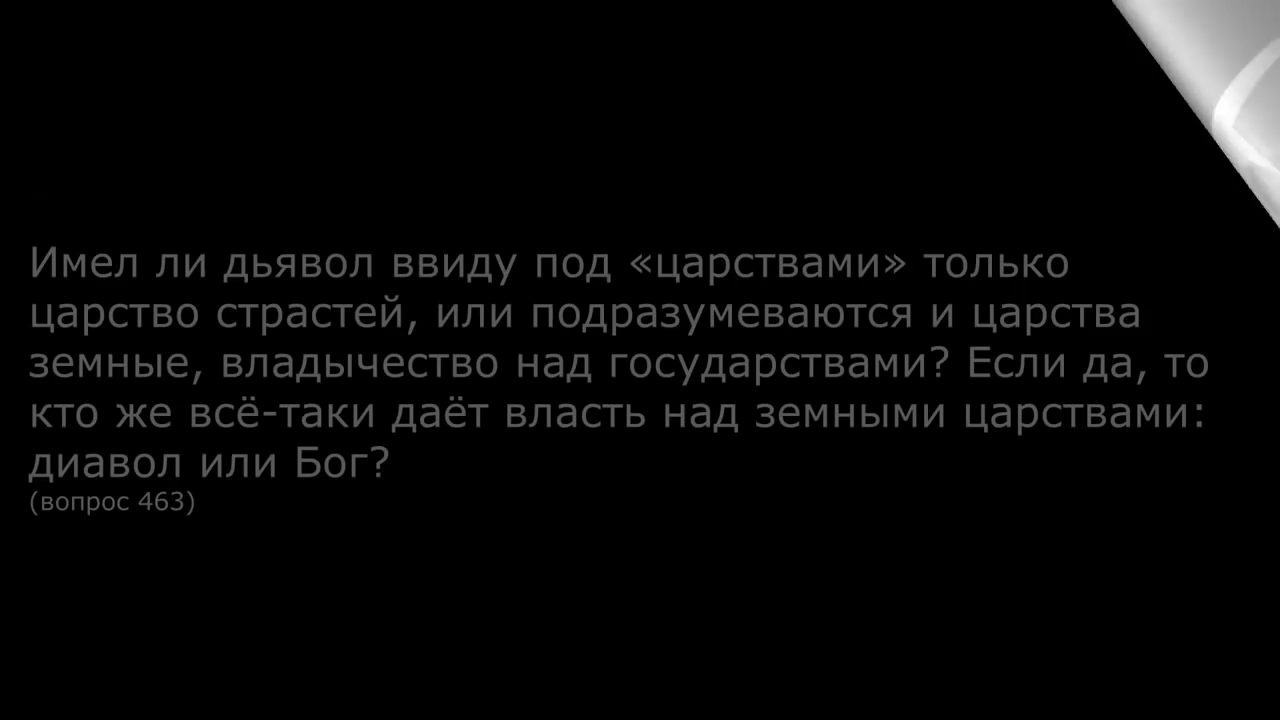 Имел ли дьявол ввиду под «царствами» только
царство страстей, или подразумеваются и царства
земные, владычество над государствами? Если да, то
кто же всё-таки даёт власть над земными царствами:
диавол или Бог?
(вопрос 463)